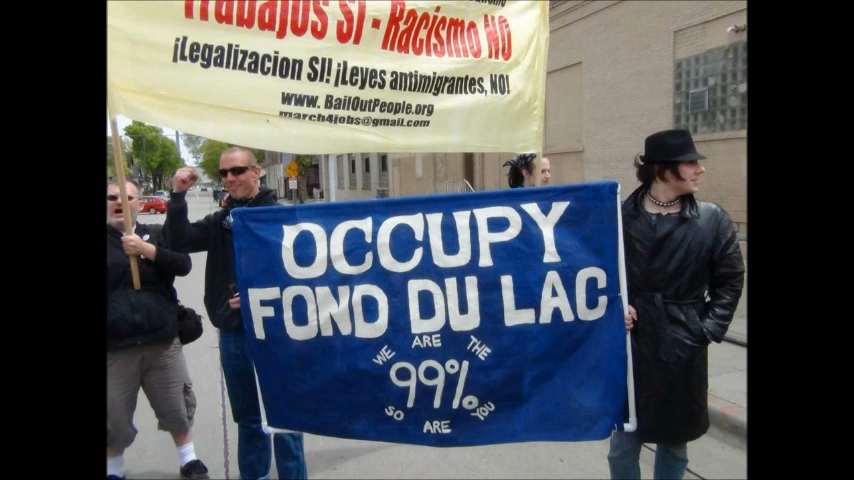 Trabajos SI - Racismo NO
¡Legalizacion SI! ¡Leyes antimigrantes, NO!
www. BailOutPeople.org
march4jobs@gmail.com
OCCUPY
FOND DU LAC
WE ARE THE
99%
SO ARE YOU